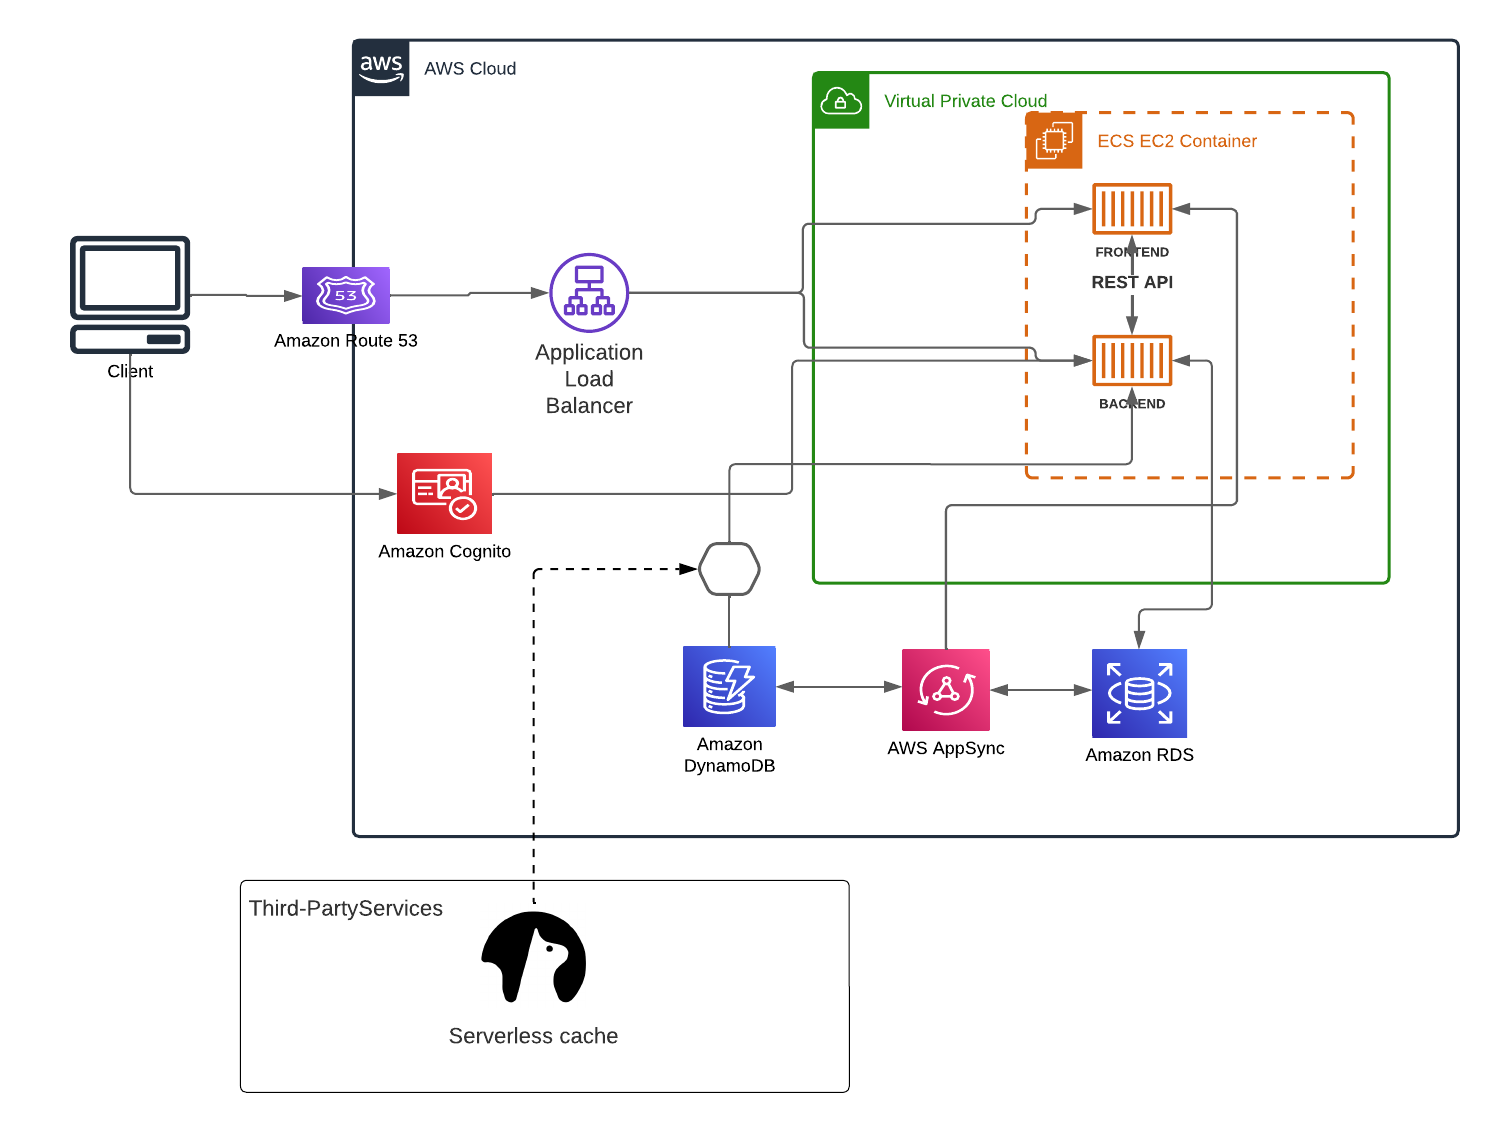 aws
AWS Cloud
Virtual Private Cloud
ECS EC2 Container
FRONTEND
REST API
BACKEND
Client
53
Amazon Route 53
Application
Load
Balancer
Amazon Cognito
Amazon
DynamoDB
AWS AppSync
Amazon RDS
Third-PartyServices
Serverless cache